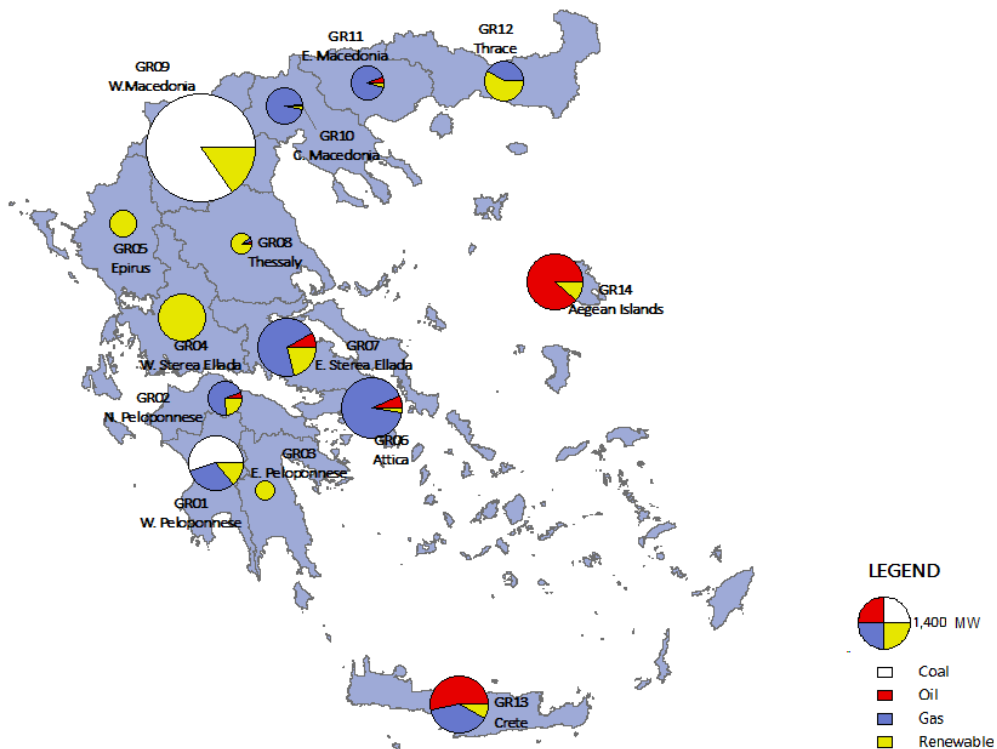 GR11
E. Macedonia
GR12
Thrace
GR09
W.Macedonia
GR10
C. Macedonia
GR05
Epirus
GR08
Thessaly
GR14
Aegean Islands
GR04
W. Sterea Ellada
GR07
E. Sterea Ellada
GR02
N. Peloponnese
GR06
Attica
GR03
E. Peloponnese
GR01
W. Peloponnese
GR13
Crete
LEGEND
1,400 MW
Coal
Oil
Gas
Renewable